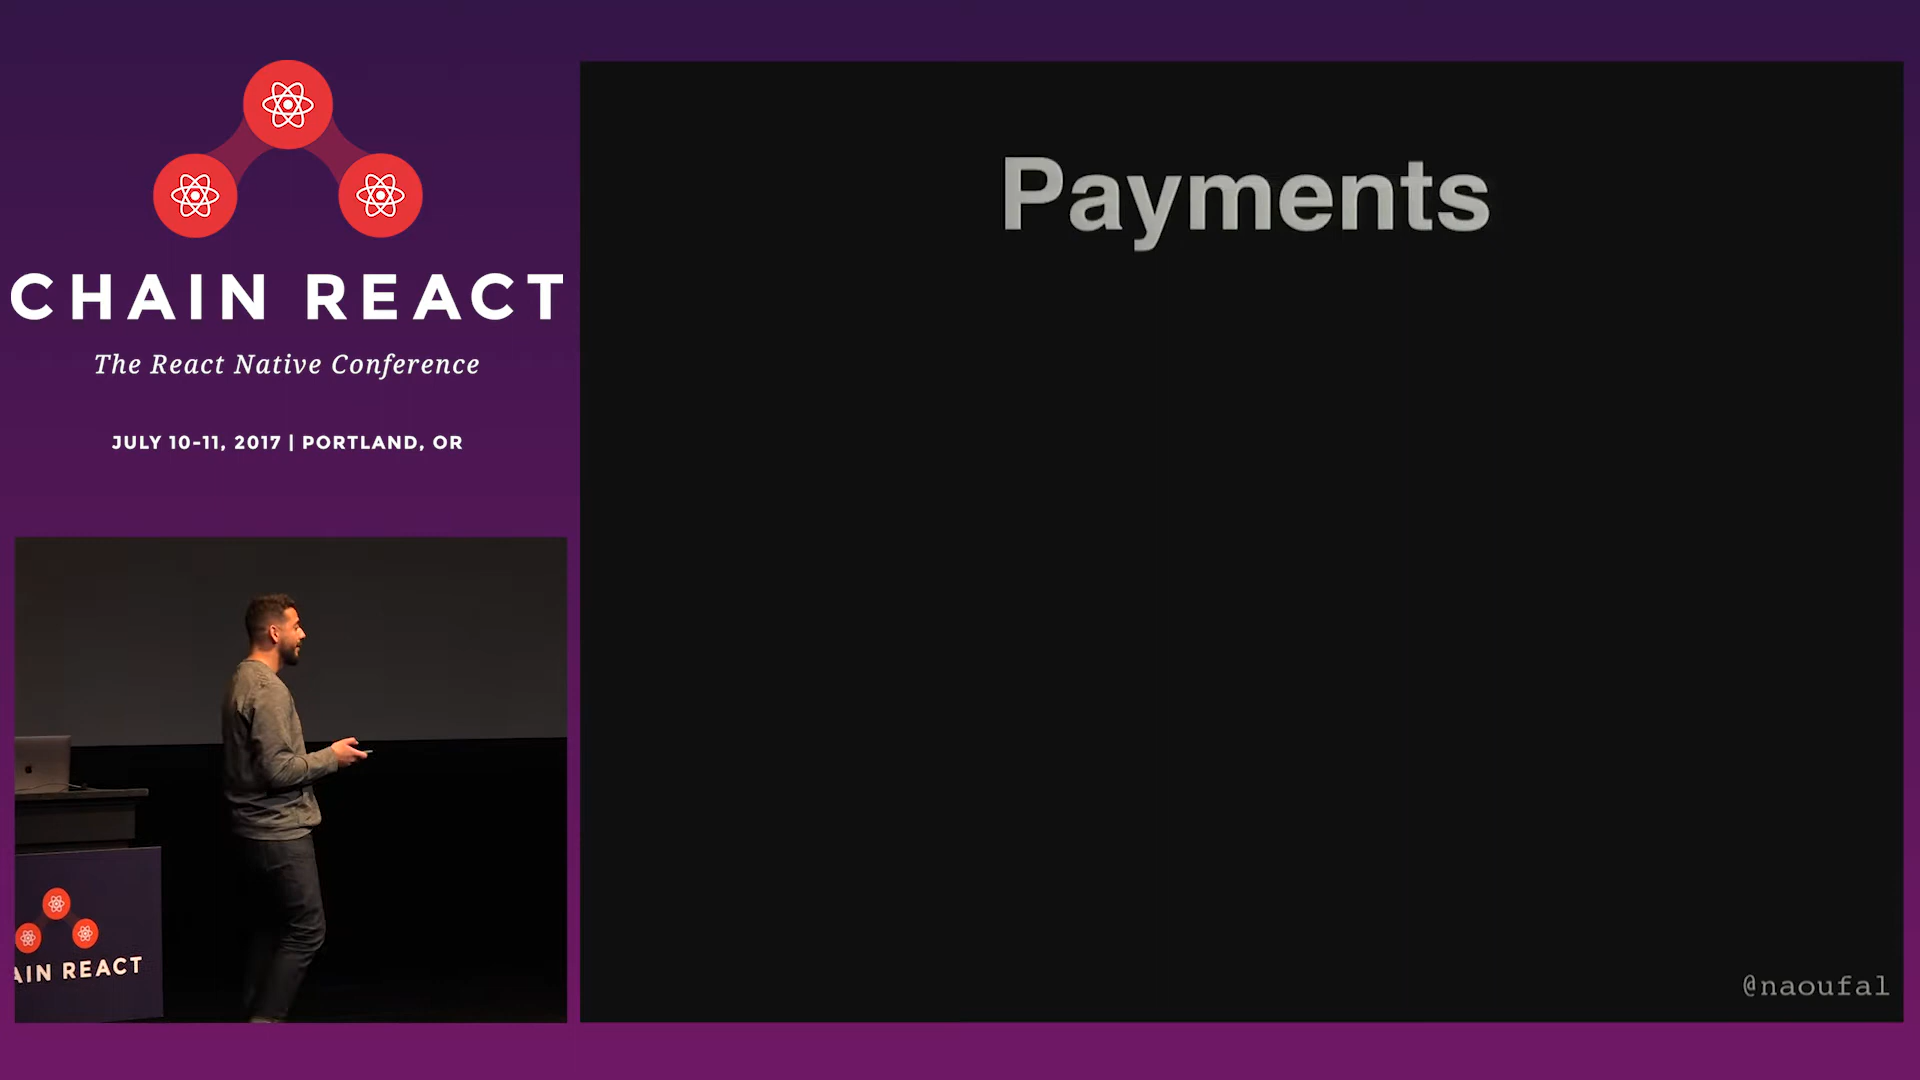 CHAIN REACT
The React Native Conference
JULY 10-11, 2017 | PORTLAND, OR
Payments
@naoufal
AIN REACT